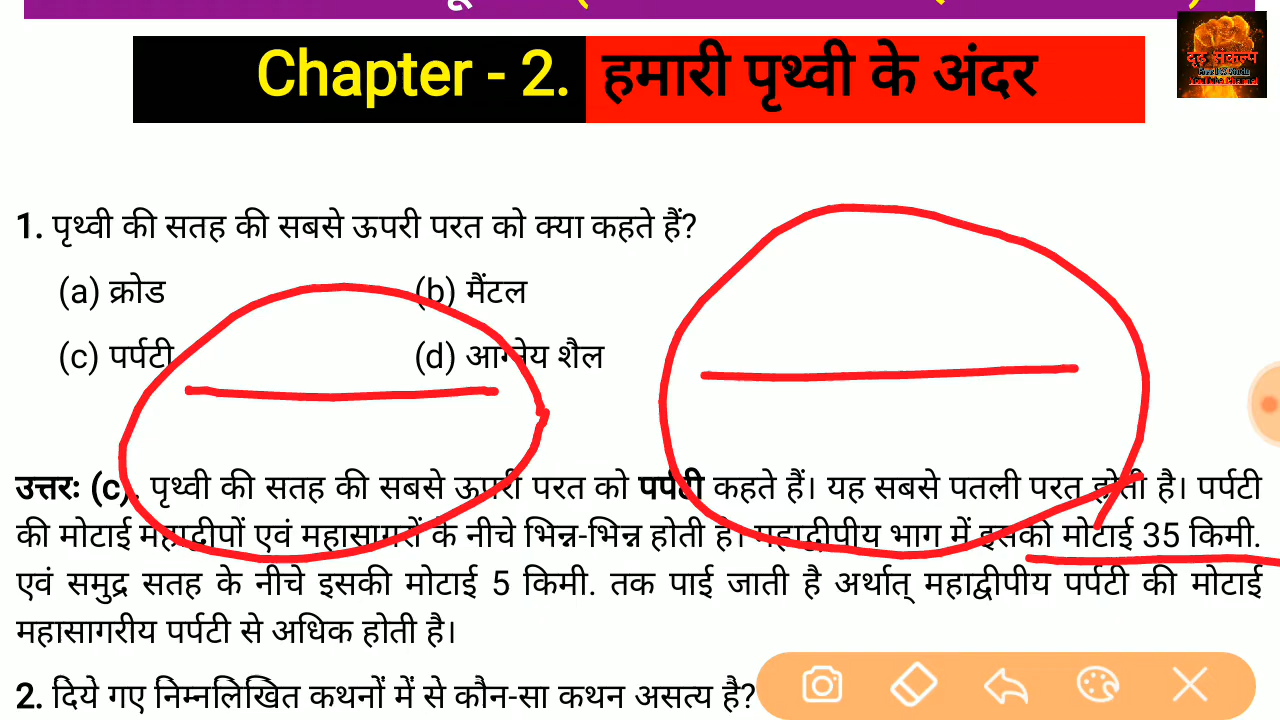 Chapter - 2. हमारी पृथ्वी के अंदर
दृढ़ संकल्प
1. पृथ्वी की सतह की सबसे ऊपरी परत को क्या कहते हैं?
(a) क्रोड (b) मैंटल
(c) पर्पटी (d) आग्नेय शैल
उत्तरः (c). पृथ्वी की सतह की सबसे ऊपरी परत को पर्पटी कहते हैं। यह सबसे पतली परत होती है। पर्पटी
की मोटाई महाद्वीपों एवं महासागरों के नीचे भिन्न-भिन्न होती है। महाद्वीपीय भाग में इसकी मोटाई 35 किमी.
एवं समुद्र सतह के नीचे इसकी मोटाई 5 किमी. तक पाई जाती है अर्थात् महाद्वीपीय पर्पटी की मोटाई
महासागरीय पर्पटी से अधिक होती है।
2. दिये गए निम्नलिखित कथनों में से कौन-सा कथन असत्य है?